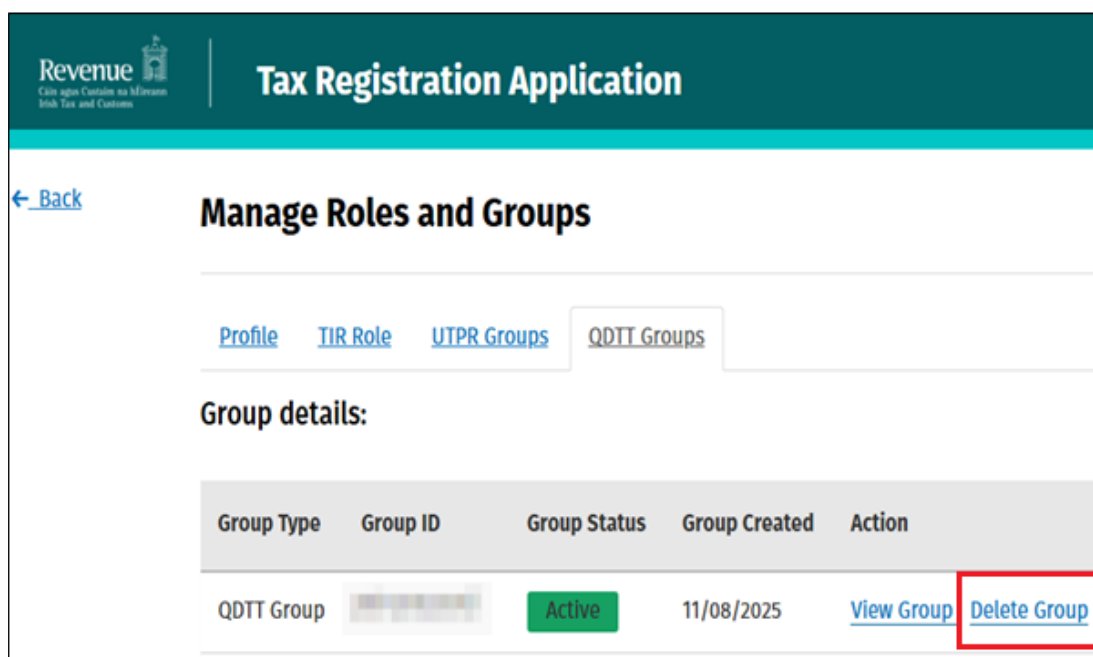 Revenue
Cáin agus Custaim na hÉireann
Irish Tax and Customs
Tax Registration Application
← Back
Manage Roles and Groups
Profile TIR Role UTPR Groups QDTT Groups
Group details:
Group Type Group ID Group Status Group Created Action
QDTT Group Active 11/08/2025 View Group Delete Group